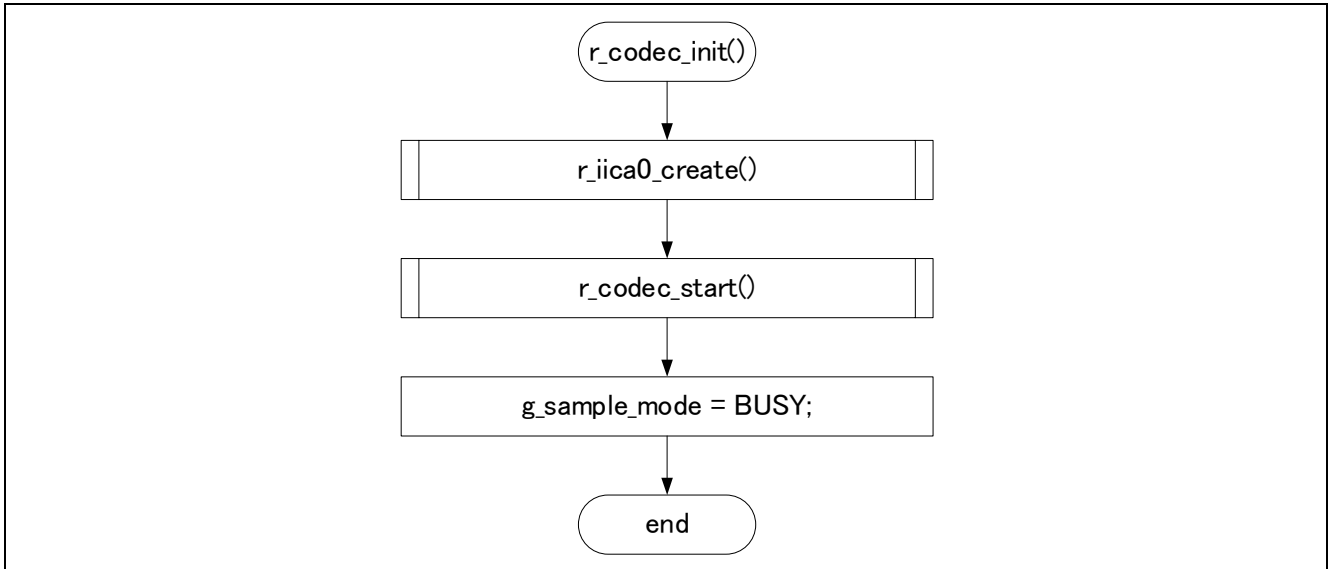 r_codec_init()
r_iica0_create()
r_codec_start()
g_sample_mode = BUSY;
end